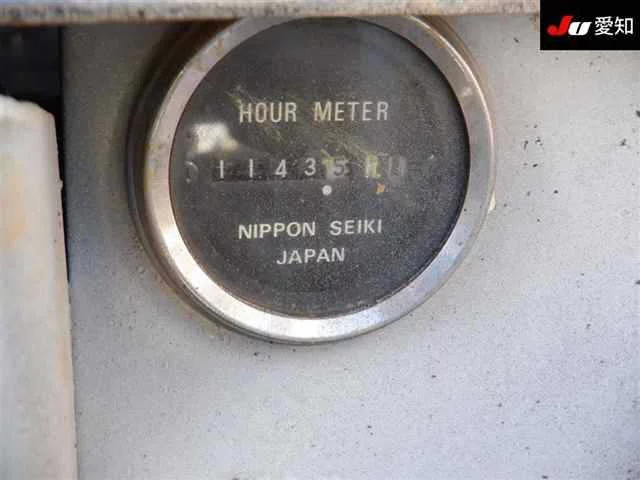 Ju 愛知
HOUR METER
11435
NIPPON SEIKI
JAPAN